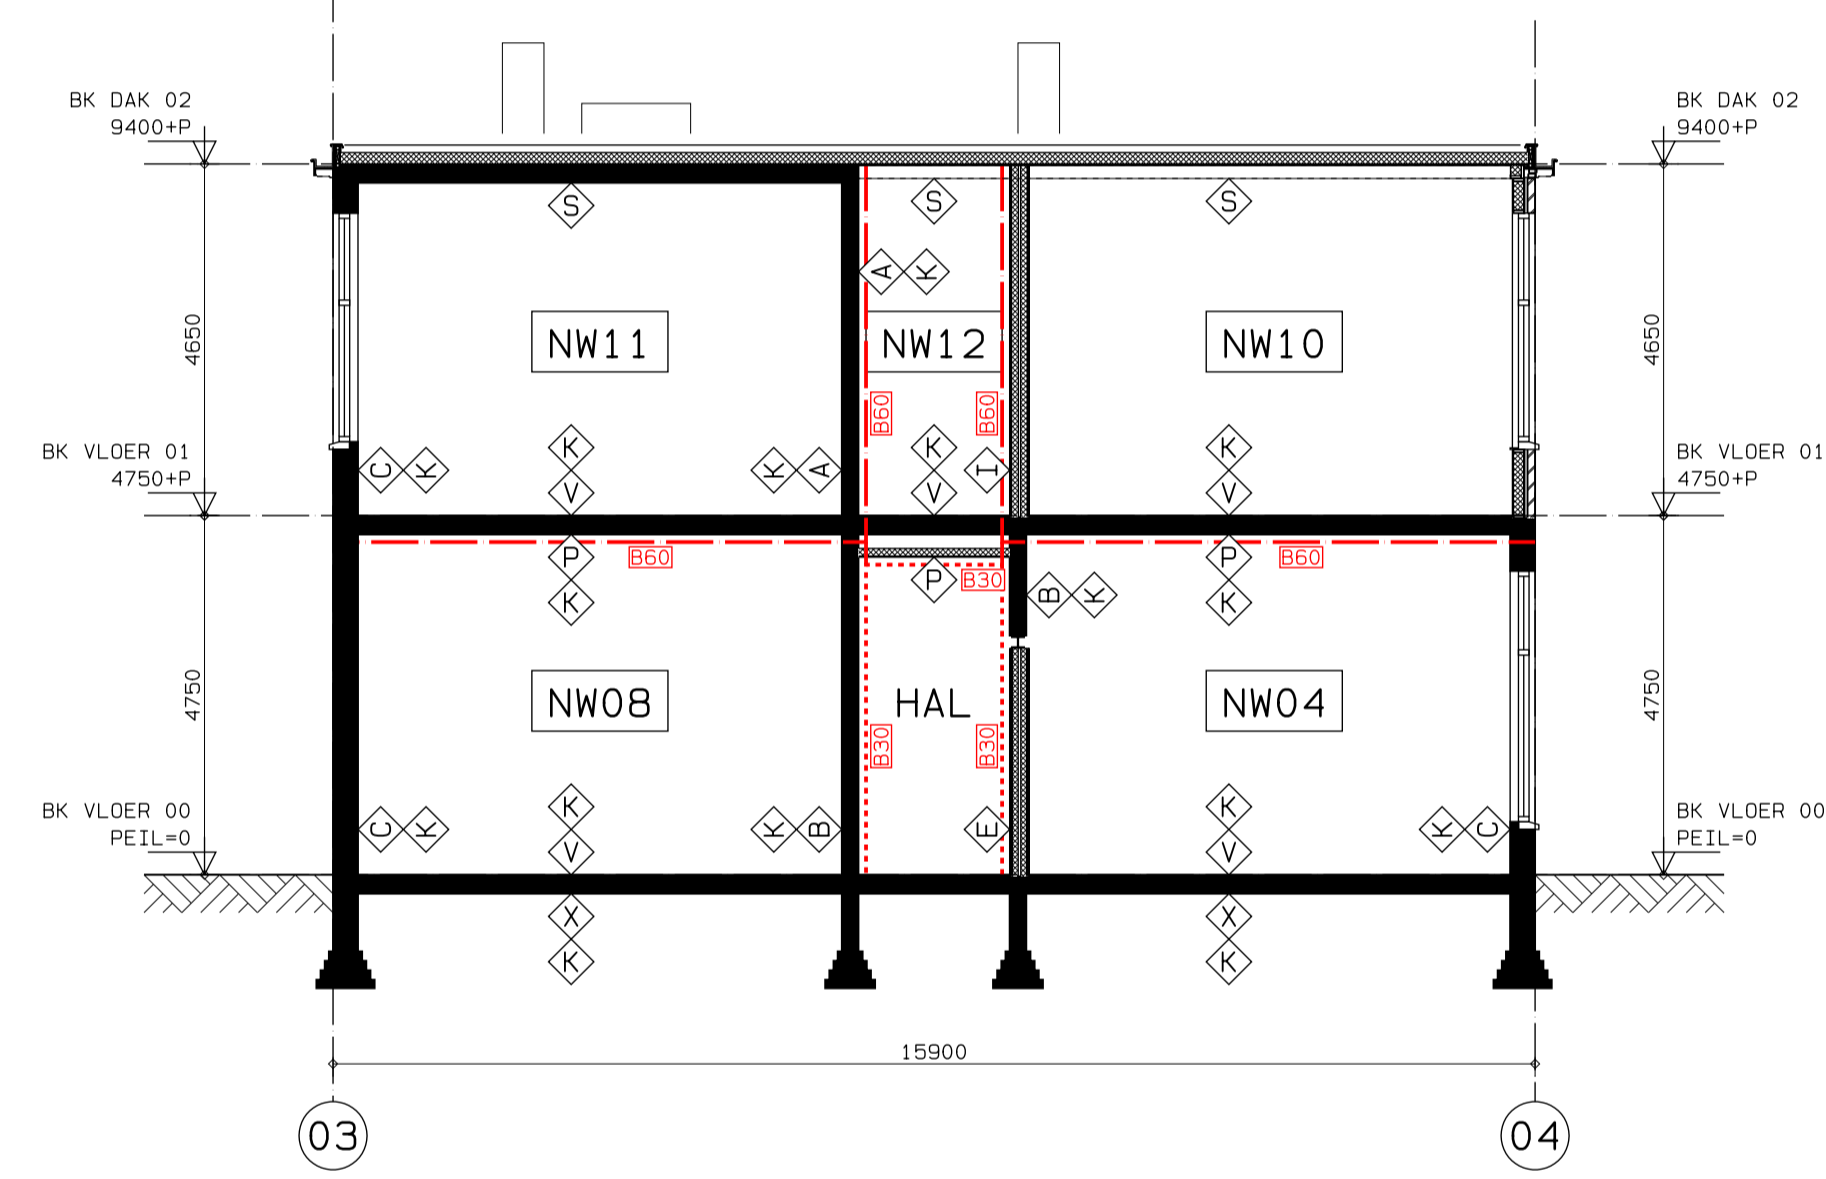 BK DAK 02
9400+P
BK DAK 02
9400+P
S
S
S
A K
4650
NW11
NW12
NW10
4650
B60
B60
BK VLOER 01
4750+P
K
K
K
BK VLOER 01
4750+P
C K
K A
I
V
V
V
P
B60
P
B60
P
B30
K
B K
K
4750
NW08
HAL
NW04
4750
B30
B30
BK VLOER 00
PEIL=0
K
K
BK VLOER 00
PEIL=0
C K
K B
E
K C
V
V
X
X
K
K
15900
03
04